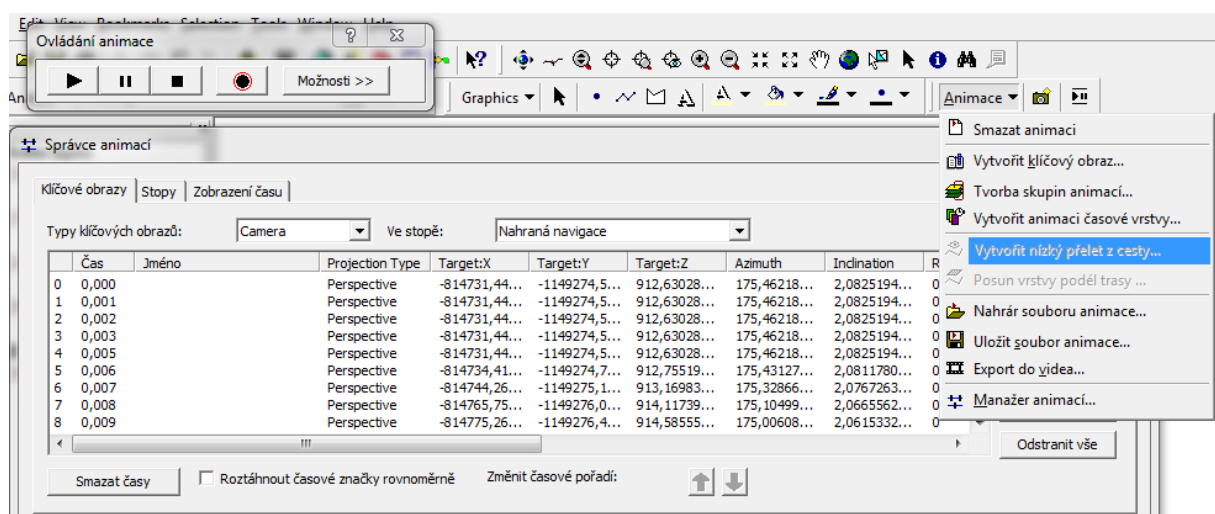 Edit View Bookmarks Selection Tools Window Help
Ovládání animace
Možnosti >>
Graphics
Animace
Smazat animaci
Vytvořit klíčový obraz...
Tvorba skupin animací...
Vytvořit animaci časové vrstvy...
Vytvořit nízký přelet z cesty...
Posun vrstvy podél trasy ...
Nahrár souboru animace...
Uložit soubor animace...
Export do videa...
Manažer animací...
Správce animací
Klíčové obrazy Stopy Zobrazení času
Typy klíčových obrazů: Camera Ve stopě: Nahraná navigace
Čas Jméno Projection Type Target:X Target:Y Target:Z Azimuth Inclination R
0 0,000 Perspective -814731,44... -1149274,5... 912,63028... 175,46218... 2,0825194... 0
1 0,001 Perspective -814731,44... -1149274,5... 912,63028... 175,46218... 2,0825194... 0
2 0,002 Perspective -814731,44... -1149274,5... 912,63028... 175,46218... 2,0825194... 0
3 0,003 Perspective -814731,44... -1149274,5... 912,63028... 175,46218... 2,0825194... 0
4 0,005 Perspective -814731,44... -1149274,5... 912,63028... 175,46218... 2,0825194... 0
5 0,006 Perspective -814734,41... -1149274,7... 912,75519... 175,43127... 2,0811780... 0
6 0,007 Perspective -814744,26... -1149275,1... 913,16983... 175,32866... 2,0767263... 0
7 0,008 Perspective -814765,75... -1149276,0... 914,11739... 175,10499... 2,0665562... 0
8 0,009 Perspective -814775,26... -1149276,4... 914,58555... 175,00608... 2,0615332... 0
Odstranit vše
Smazat časy Roztáhnout časové značky rovnoměrně Změnit časové pořadí: